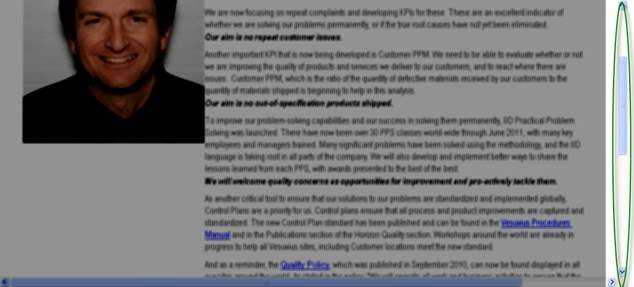 We are now focusing on repeat complaints and developing KPIs for these. These are an excellent indicator of
whether we are solving our problems permanently, or if the true root causes have not yet been eliminated.
Our aim is no repeat customer issues.
Another important KPI that is now being developed is Customer PPM. We need to be able to evaluate whether or not
we are improving the quality of products and services we deliver to our customers, and to react where there are
issues. Customer PPM, which is the ratio of the quantity of defective materials received by our customers to the
quantity of materials shipped is beginning to help in this analysis.
Our aim is no out-of-specification products shipped.
To improve our problem-solving capabilities and our success in solving them permanently, 8D Practical Problem
Solving was launched. There have now been over 30 PPS classes world-wide through June 2011, with many key
employees and managers trained. Many significant problems have been solved using the methodology, and the 8D
language is taking root in all parts of the company. We will also develop and implement better ways to share the
lessons learned from each PPS, with awards presented to the best of the best.
We will welcome quality concerns as opportunities for improvement and pro-actively tackle them.
As another critical tool to ensure that our solutions to our problems are standardized and implemented globally,
Control Plans are a priority for us. Control plans ensure that all process and product improvements are captured and
standardized. The new Control Plan standard has been published and can be found in the Vesuvius Procedures
Manual and in the Publications section of the Horizon Quality section. Workshops around the world are already in
progress to help all Vesuvius sites, including Customer locations meet the new standard.
And as a reminder, the Quality Policy, which was published in September 2010, can now be found displayed in all